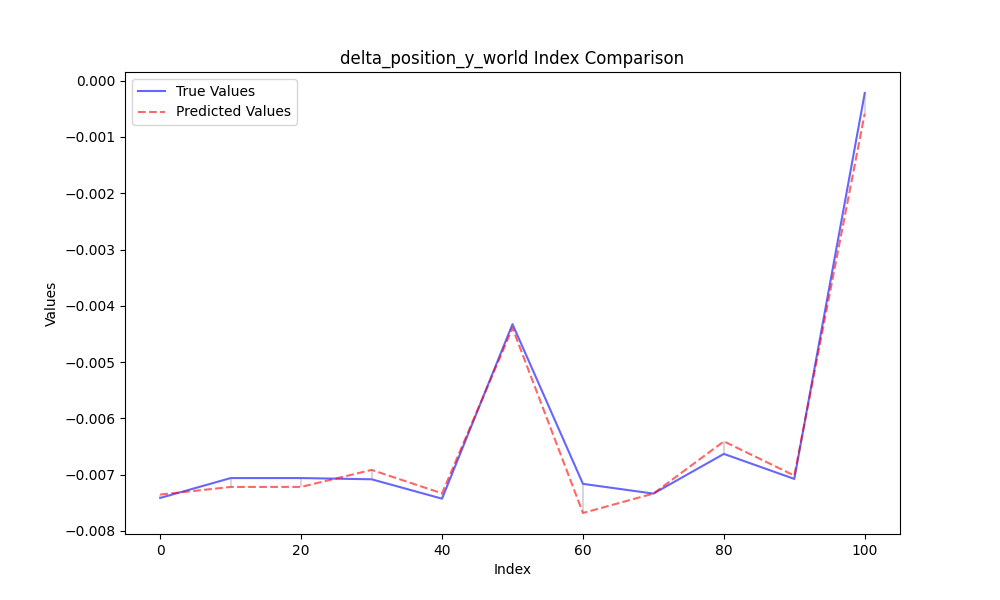 delta_position_y_world Index Comparison
True Values
Predicted Values
0.000
−0.001
−0.002
−0.003
−0.004
−0.005
−0.006
−0.007
−0.008
Values
0 20 40 60 80 100
Index